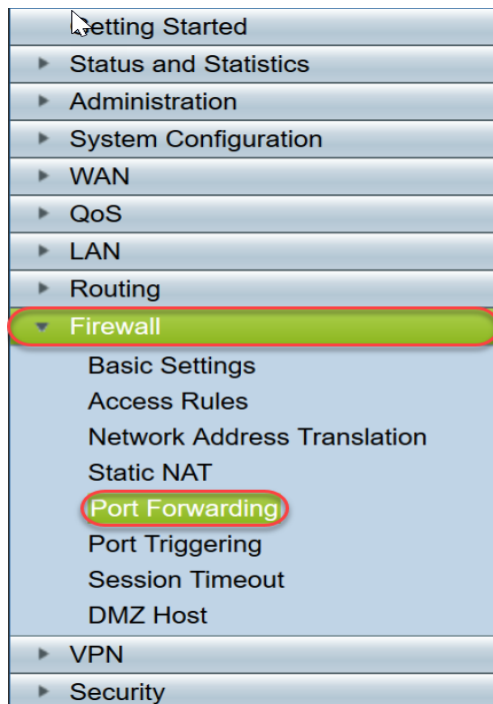 Getting Started
Status and Statistics
Administration
System Configuration
WAN
QoS
LAN
Routing
Firewall
Basic Settings
Access Rules
Network Address Translation
Static NAT
Port Forwarding
Port Triggering
Session Timeout
DMZ Host
VPN
Security